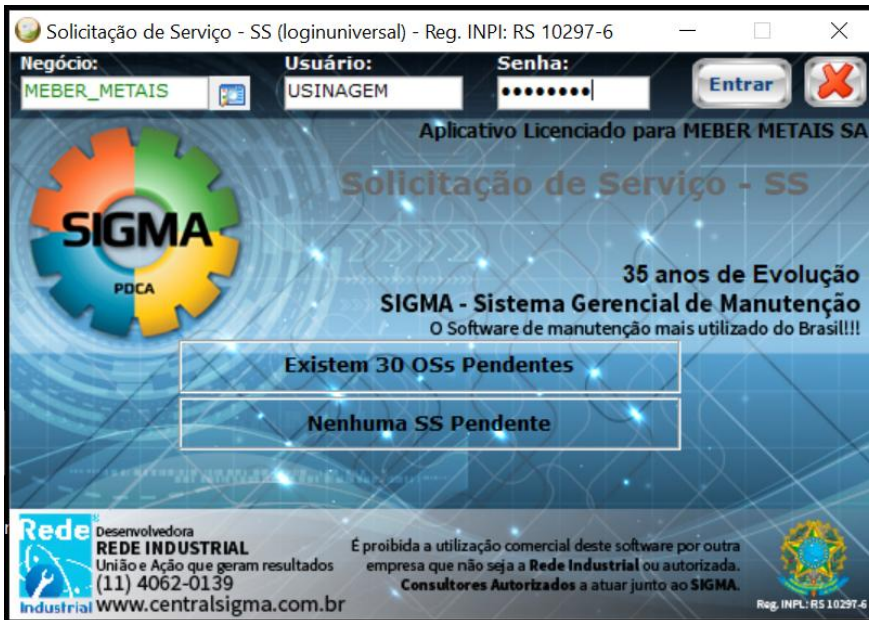 Solicitação de Serviço - SS (loginuniversal) - Reg. INPI: RS 10297-6
Negócio: Usuário: Senha:
MEBER_METAIS USINAGEM •••••••• Entrar
Aplicativo Licenciado para MEBER METAIS SA
Solicitação de Serviço - SS
SIGMA
PDCA
35 anos de Evolução
SIGMA - Sistema Gerencial de Manutenção
O Software de manutenção mais utilizado do Brasil!!!
Existem 30 OSs Pendentes
Nenhuma SS Pendente
Rede®
Industrial
Desenvolvedora
REDE INDUSTRIAL
União e Ação que geram resultados
(11) 4062-0139
www.centralsigma.com.br
É proibida a utilização comercial deste software por outra
empresa que não seja a Rede Industrial ou autorizada.
Consultores Autorizados a atuar junto ao SIGMA.
Reg. INPI: RS 10297-6